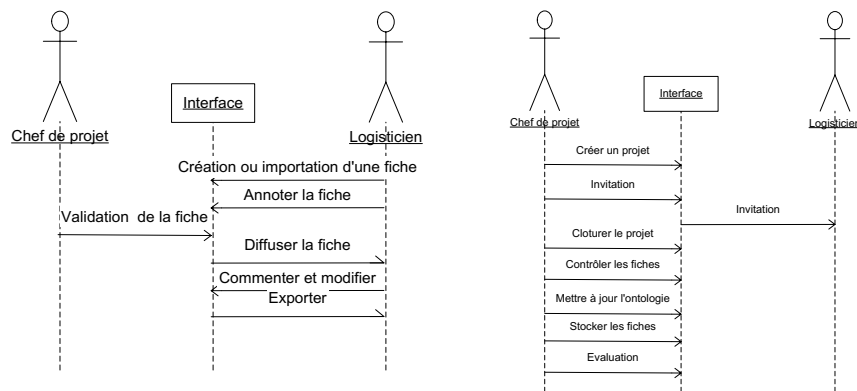 Interface
Chef de projet
Logisticien
Création ou importation d'une fiche
Annoter la fiche
Validation de la fiche
Diffuser la fiche
Commenter et modifier
Exporter
Interface
Chef de projet
Logisticien
Créer un projet
Invitation
Invitation
Cloturer le projet
Contrôler les fiches
Mettre à jour l'ontologie
Stocker les fiches
Evaluation